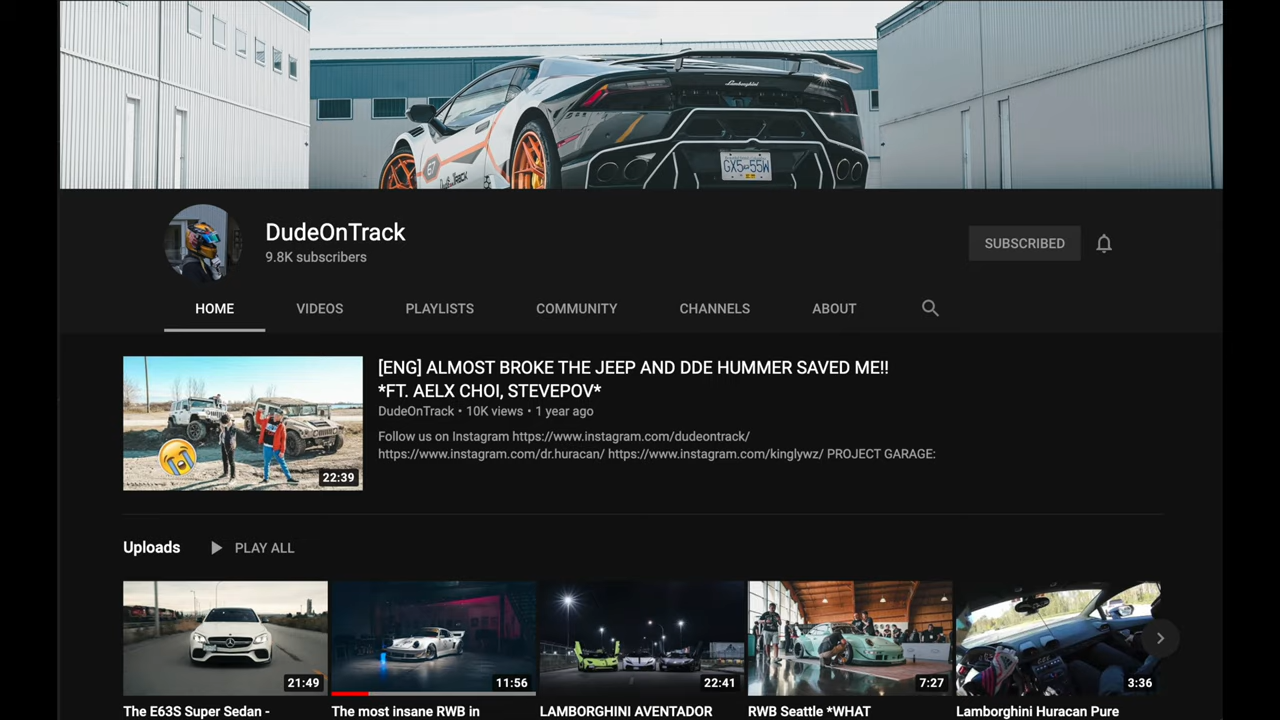 Lamborghini
GX5 55W
DudeOnTrack
9.8K subscribers
SUBSCRIBED
HOME
VIDEOS
PLAYLISTS
COMMUNITY
CHANNELS
ABOUT
[ENG] ALMOST BROKE THE JEEP AND DDE HUMMER SAVED ME!!
*FT. AELX CHOI, STEVEPOV*
DudeOnTrack • 10K views • 1 year ago
Follow us on Instagram https://www.instagram.com/dudeontrack/
https://www.instagram.com/dr.huracan/ https://www.instagram.com/kinglywz/ PROJECT GARAGE:
22:39
Uploads
PLAY ALL
21:49
11:56
22:41
7:27
3:36
The E63S Super Sedan -
The most insane RWB in
LAMBORGHINI AVENTADOR
RWB Seattle *WHAT
Lamborghini Huracan Pure